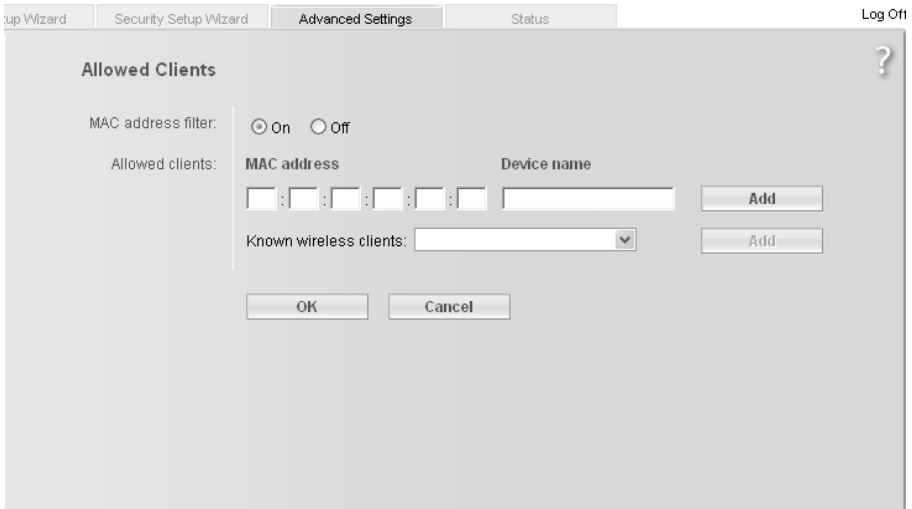 tup Wizard Security Setup Wizard Advanced Settings Status Log Off
Allowed Clients ?
MAC address filter: On Off
Allowed clients: MAC address Device name
: : : : : Add
Known wireless clients: Add
OK Cancel